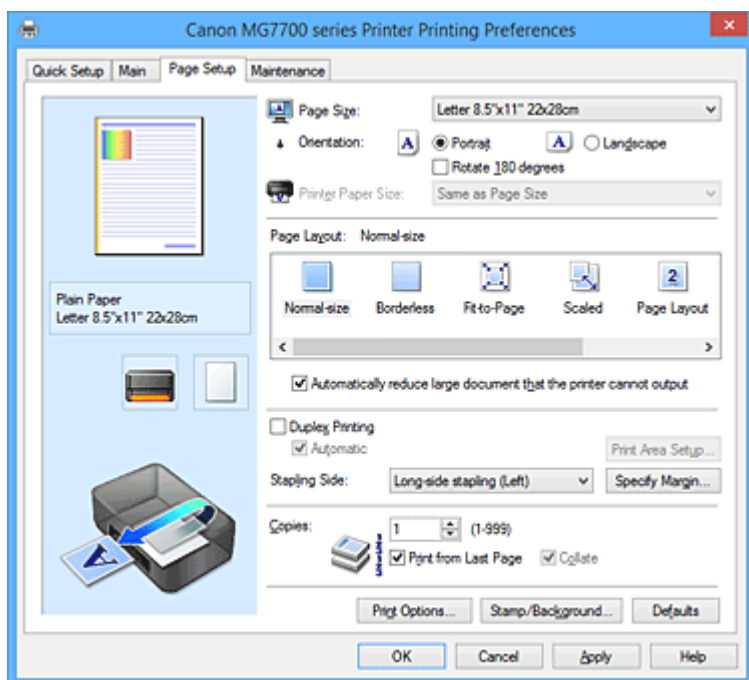 Canon MG7700 series Printer Printing Preferences
Quick Setup Main Page Setup Maintenance
Page Size: Letter 8.5"x11" 22x28cm
Orientation: A Portrait A Landscape
Rotate 180 degrees
Printer Paper Size: Same as Page Size
Page Layout: Normal-size
2
Normal-size Borderless Fit-to-Page Scaled Page Layout
Plain Paper
Letter 8.5"x11" 22x28cm
Automatically reduce large document that the printer cannot output
Duplex Printing
Automatic Print Area Setup...
Stapling Side: Long-side stapling (Left) Specify Margin...
Copies: 1 (1-999)
Print from Last Page Collate
A
Print Options... Stamp/Background... Defaults
OK Cancel Apply Help